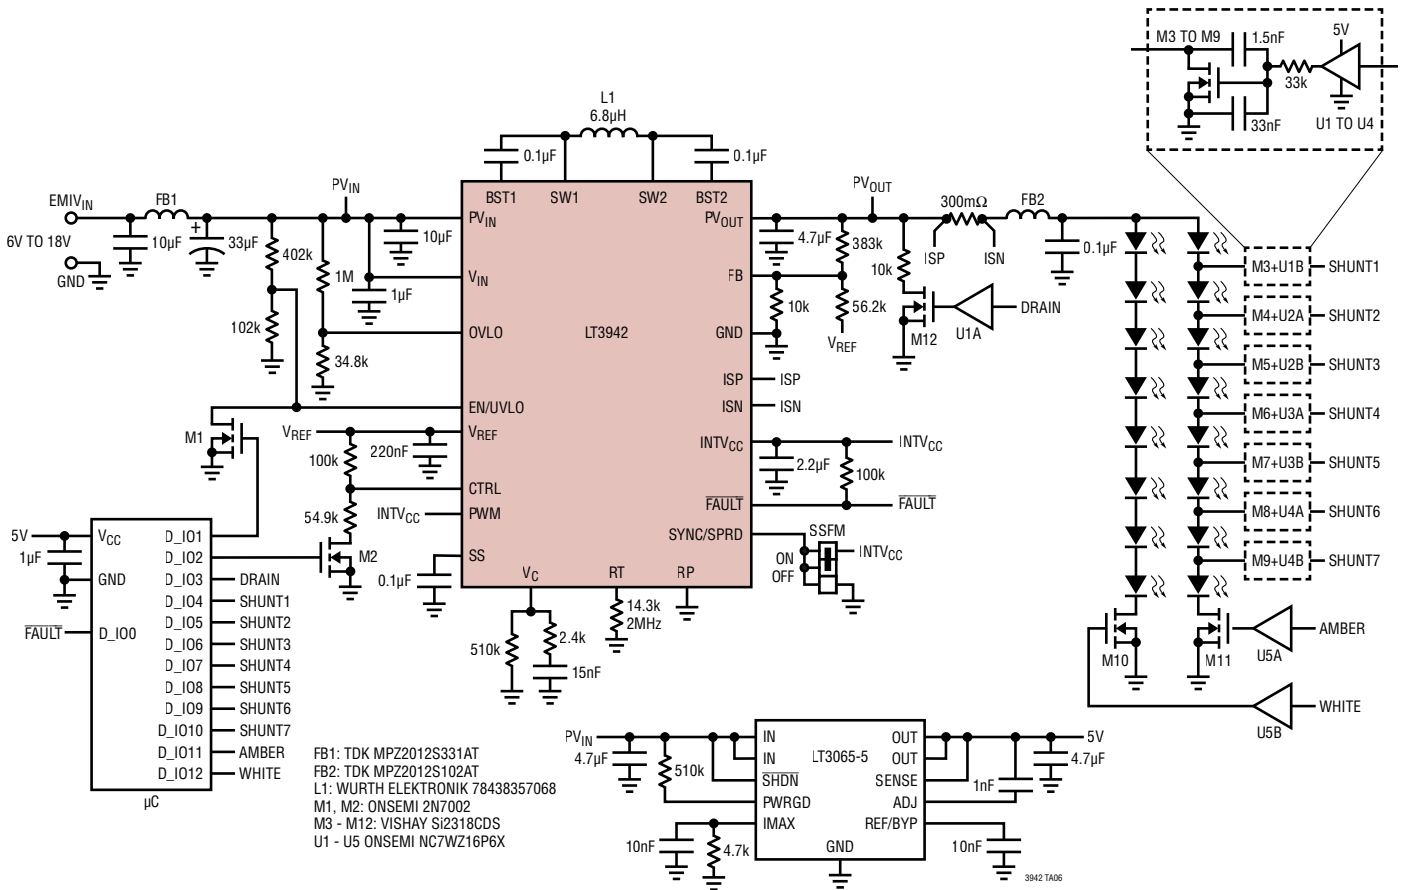 M3 TO M9
1.5nF
5V
33k
33nF
U1 TO U4
L1
6.8µH
0.1µF
0.1µF
BST1
SW1
SW2
BST2
EMIVIN
FB1
PVIN
PVIN
PVOUT
PVOUT
300mΩ
FB2
6V TO 18V
10µF
+
33µF
402k
10µF
4.7µF
383k
10k
ISP
ISN
0.1µF
GND
1M
VIN
1µF
FB
102k
10k
56.2k
DRAIN
OVLO
LT3942
GND
VREF
M12
U1A
34.8k
ISP
ISP
ISN
ISN
EN/UVLO
M1
VREF
220nF
VREF
INTVCC
INTVCC
100k
2.2µF
100k
CTRL
FAULT
FAULT
54.9k
INTVCC
PWM
SYNC/SPRD
SSFM
ON
OFF
INTVCC
M2
SS
0.1µF
VC
RT
RP
14.3k
2MHz
510k
2.4k
15nF
M3+U1B
SHUNT1
M4+U2A
SHUNT2
M5+U2B
SHUNT3
M6+U3A
SHUNT4
M7+U3B
SHUNT5
M8+U4A
SHUNT6
M9+U4B
SHUNT7
M10
M11
U5A
AMBER
U5B
WHITE
5V
1µF
VCC
GND
FAULT
D_IO0
D_IO1
D_IO2
D_IO3
DRAIN
D_IO4
SHUNT1
D_IO5
SHUNT2
D_IO6
SHUNT3
D_IO7
SHUNT4
D_IO8
SHUNT5
D_IO9
SHUNT6
D_IO10
SHUNT7
D_IO11
AMBER
D_IO12
WHITE
µC
FB1: TDK MPZ2012S331AT
FB2: TDK MPZ2012S102AT
L1: WURTH ELEKTRONIK 78438357068
M1, M2: ONSEMI 2N7002
M3 - M12: VISHAY Si2318CDS
U1 - U5 ONSEMI NC7WZ16P6X
PVIN
4.7µF
510k
IN
IN
SHDN
PWRGD
IMAX
LT3065-5
OUT
OUT
SENSE
ADJ
REF/BYP
GND
5V
4.7µF
1nF
10nF
4.7k
10nF
3942 TA06